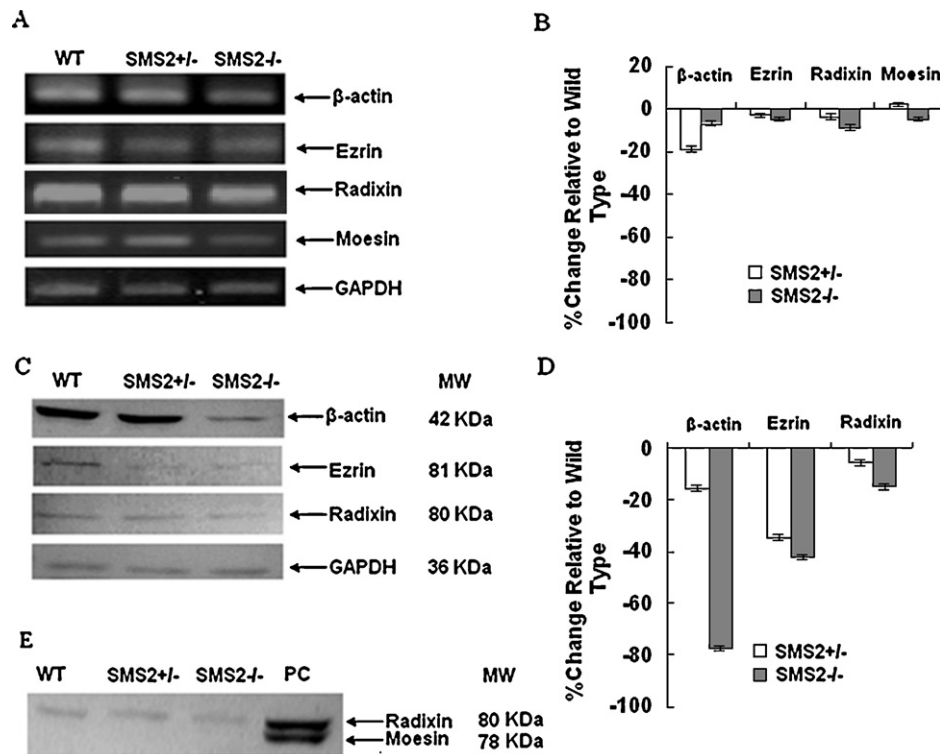 A
WT SMS2+/- SMS2-/-
β-actin
Ezrin
Radixin
Moesin
GAPDH
B
%Change Relative to Wild
Type
20
0
-20
-40
-60
-80
-100
β-actin Ezrin Radixin Moesin
SMS2+/-
SMS2-/-
C
WT SMS2+/- SMS2-/- MW
β-actin 42 KDa
Ezrin 81 KDa
Radixin 80 KDa
GAPDH 36 KDa
D
%Change Relative to Wild
Type
0
-20
-40
-60
-80
-100
β-actin Ezrin Radixin
SMS2+/-
SMS2-/-
E
WT SMS2+/- SMS2-/- PC MW
Radixin 80 KDa
Moesin 78 KDa